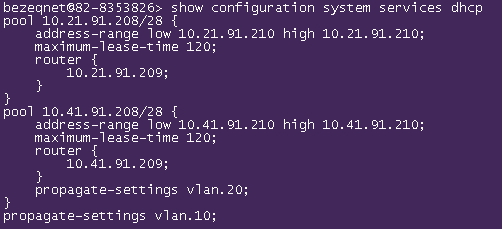 bezeqnet@82-8353826> show configuration system services dhcp
pool 10.21.91.208/28 {
    address-range low 10.21.91.210 high 10.21.91.210;
    maximum-lease-time 120;
    router {
        10.21.91.209;
    }
}
pool 10.41.91.208/28 {
    address-range low 10.41.91.210 high 10.41.91.210;
    maximum-lease-time 120;
    router {
        10.41.91.209;
    }
    propagate-settings vlan.20;
}
propagate-settings vlan.10;